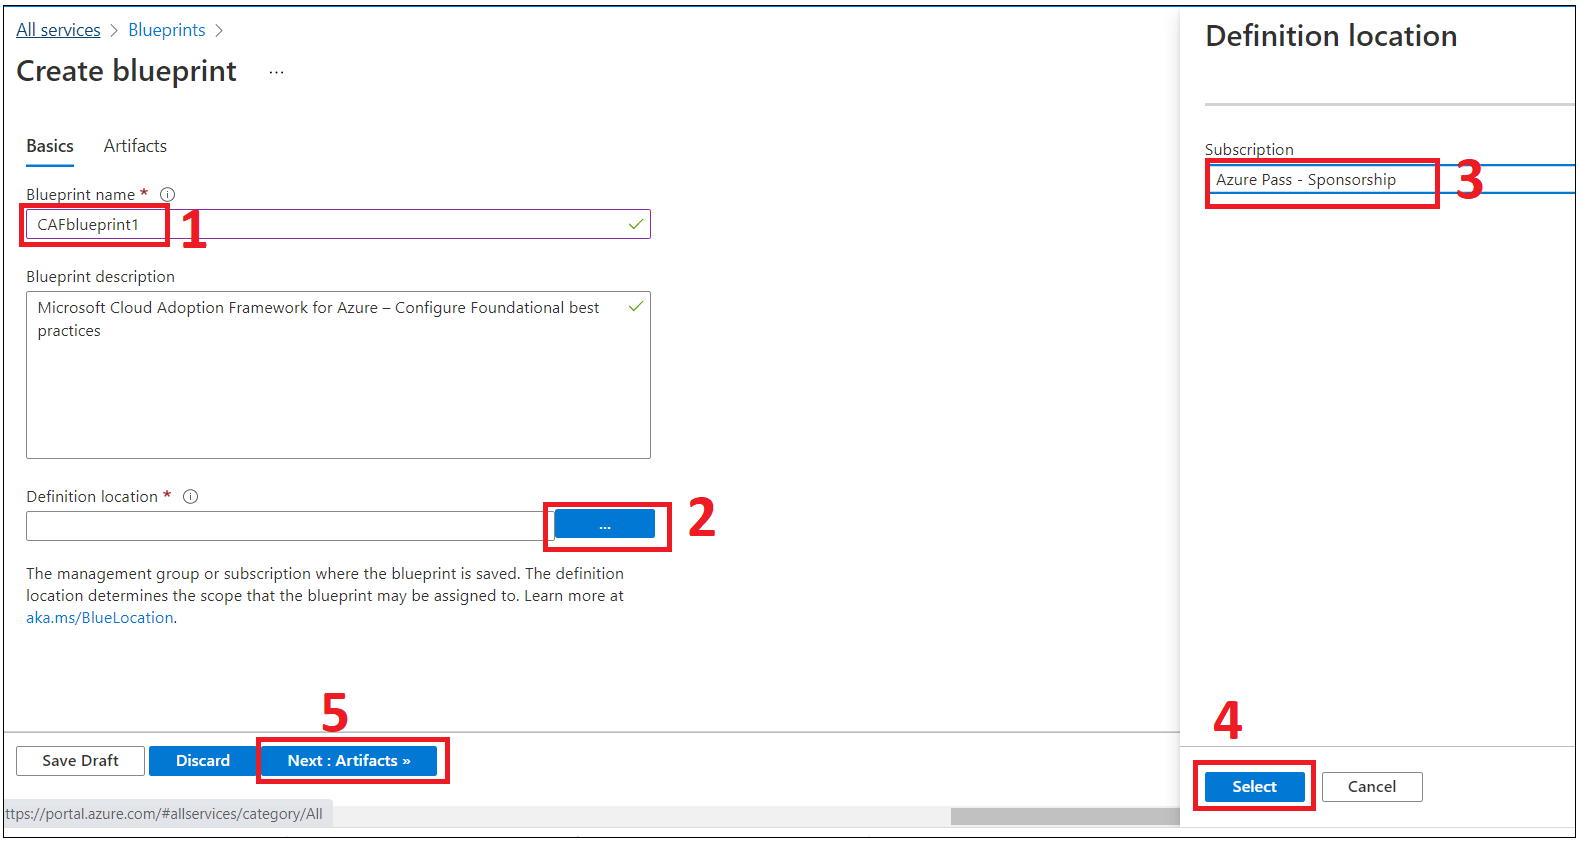 All services > Blueprints >
Create blueprint ...
Basics Artifacts
Blueprint name *
CAFblueprint1
1
Blueprint description
Microsoft Cloud Adoption Framework for Azure – Configure Foundational best
practices
Definition location *
...
2
The management group or subscription where the blueprint is saved. The definition
location determines the scope that the blueprint may be assigned to. Learn more at
aka.ms/BlueLocation.
5
Save Draft Discard Next : Artifacts »
ttps://portal.azure.com/#allservices/category/All
Definition location
Subscription
Azure Pass - Sponsorship
3
4
Select Cancel